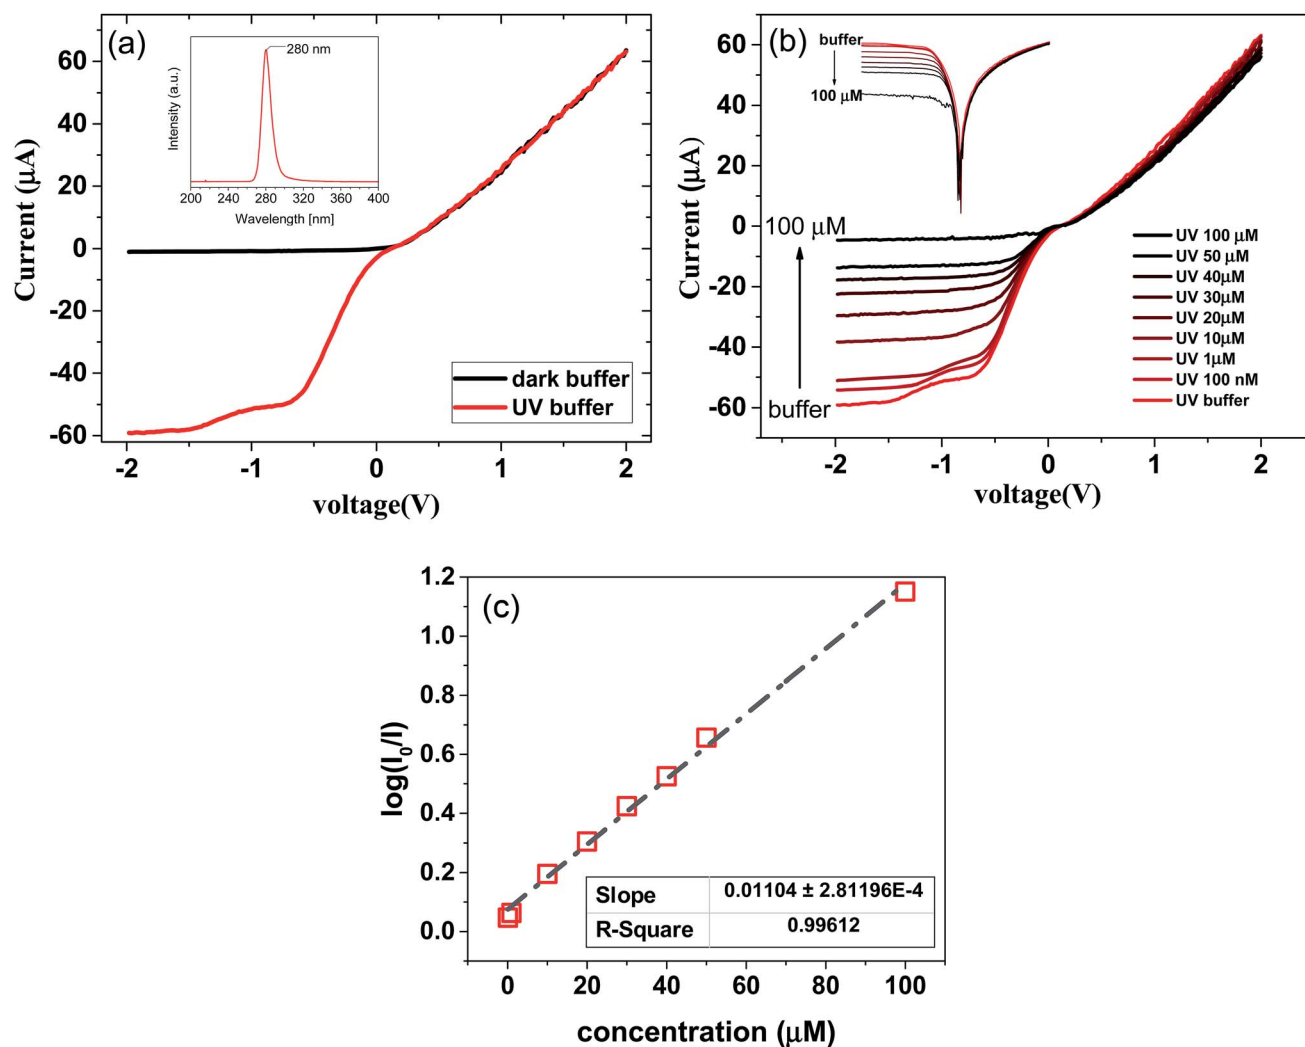 (a)
280 nm
Intensity (a.u.)
200 240 280 320 360 400
Wavelength [nm]
60
40
20
0
-20
-40
-60
Current (μA)
dark buffer
UV buffer
-2 -1 0 1 2
voltage(V)
(b)
buffer
100 μM
60
40
20
0
-20
-40
-60
Current (μA)
100 μM
buffer
UV 100 μM
UV 50 μM
UV 40μM
UV 30μM
UV 20μM
UV 10μM
UV 1μM
UV 100 nM
UV buffer
-2 -1 0 1 2
voltage(V)
(c)
1.2
1.0
0.8
0.6
0.4
0.2
0.0
log(I₀/I)
Slope 0.01104 ± 2.81196E-4
R-Square 0.99612
0 20 40 60 80 100
concentration (μM)